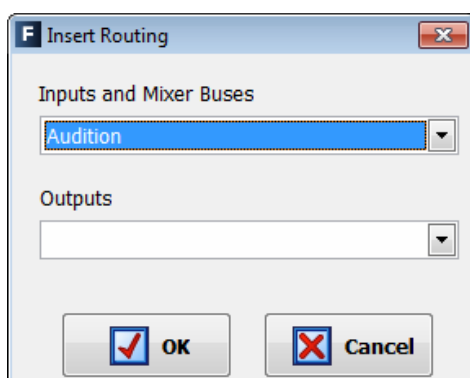 F Insert Routing
Inputs and Mixer Buses
Audition
Outputs
OK Cancel